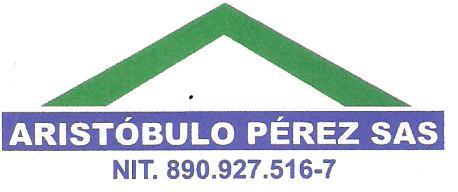 ARISTÓBULO PÉREZ SAS
NIT. 890.927.516-7